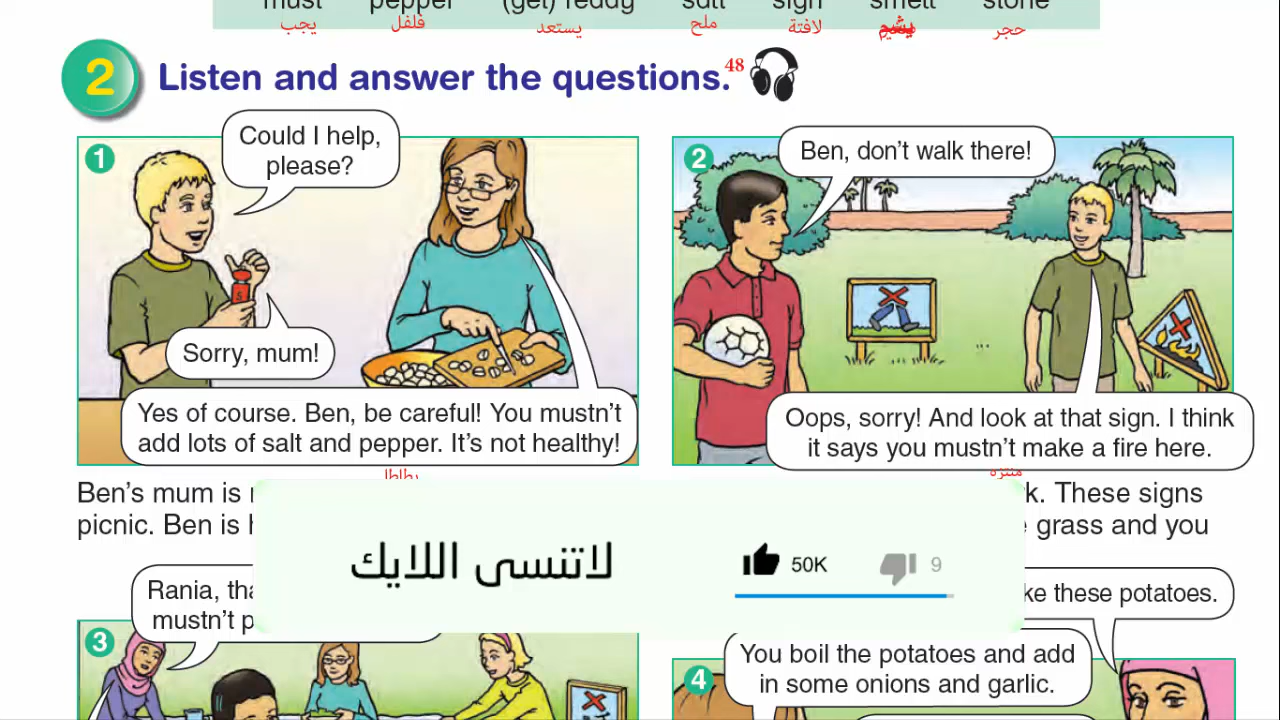 must pepper (get) ready salt sign smell stone
يجب فلفل يستعد ملح لافتة يشم حجر
2 Listen and answer the questions. 48
1
Could I help,
please?
Sorry, mum!
Yes of course. Ben, be careful! You mustn't
add lots of salt and pepper. It's not healthy!
2
Ben, don't walk there!
Oops, sorry! And look at that sign. I think
it says you mustn't make a fire here.
بطاطا
منتزه
Ben's mum is
These signs
picnic. Ben is
grass and you
لاتنسى اللايك
50K 9
Rania,
mustn't
these potatoes.
3
4
You boil the potatoes and add
in some onions and garlic.